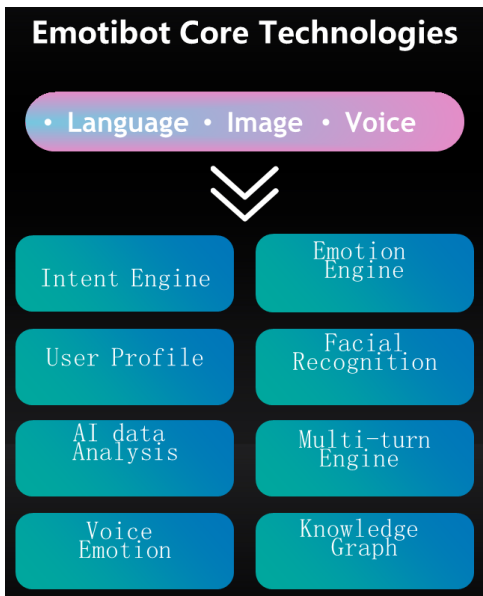 Emotibot Core Technologies
• Language • Image • Voice
Intent Engine
Emotion
Engine
User Profile
Facial
Recognition
AI data
Analysis
Multi-turn
Engine
Voice
Emotion
Knowledge
Graph